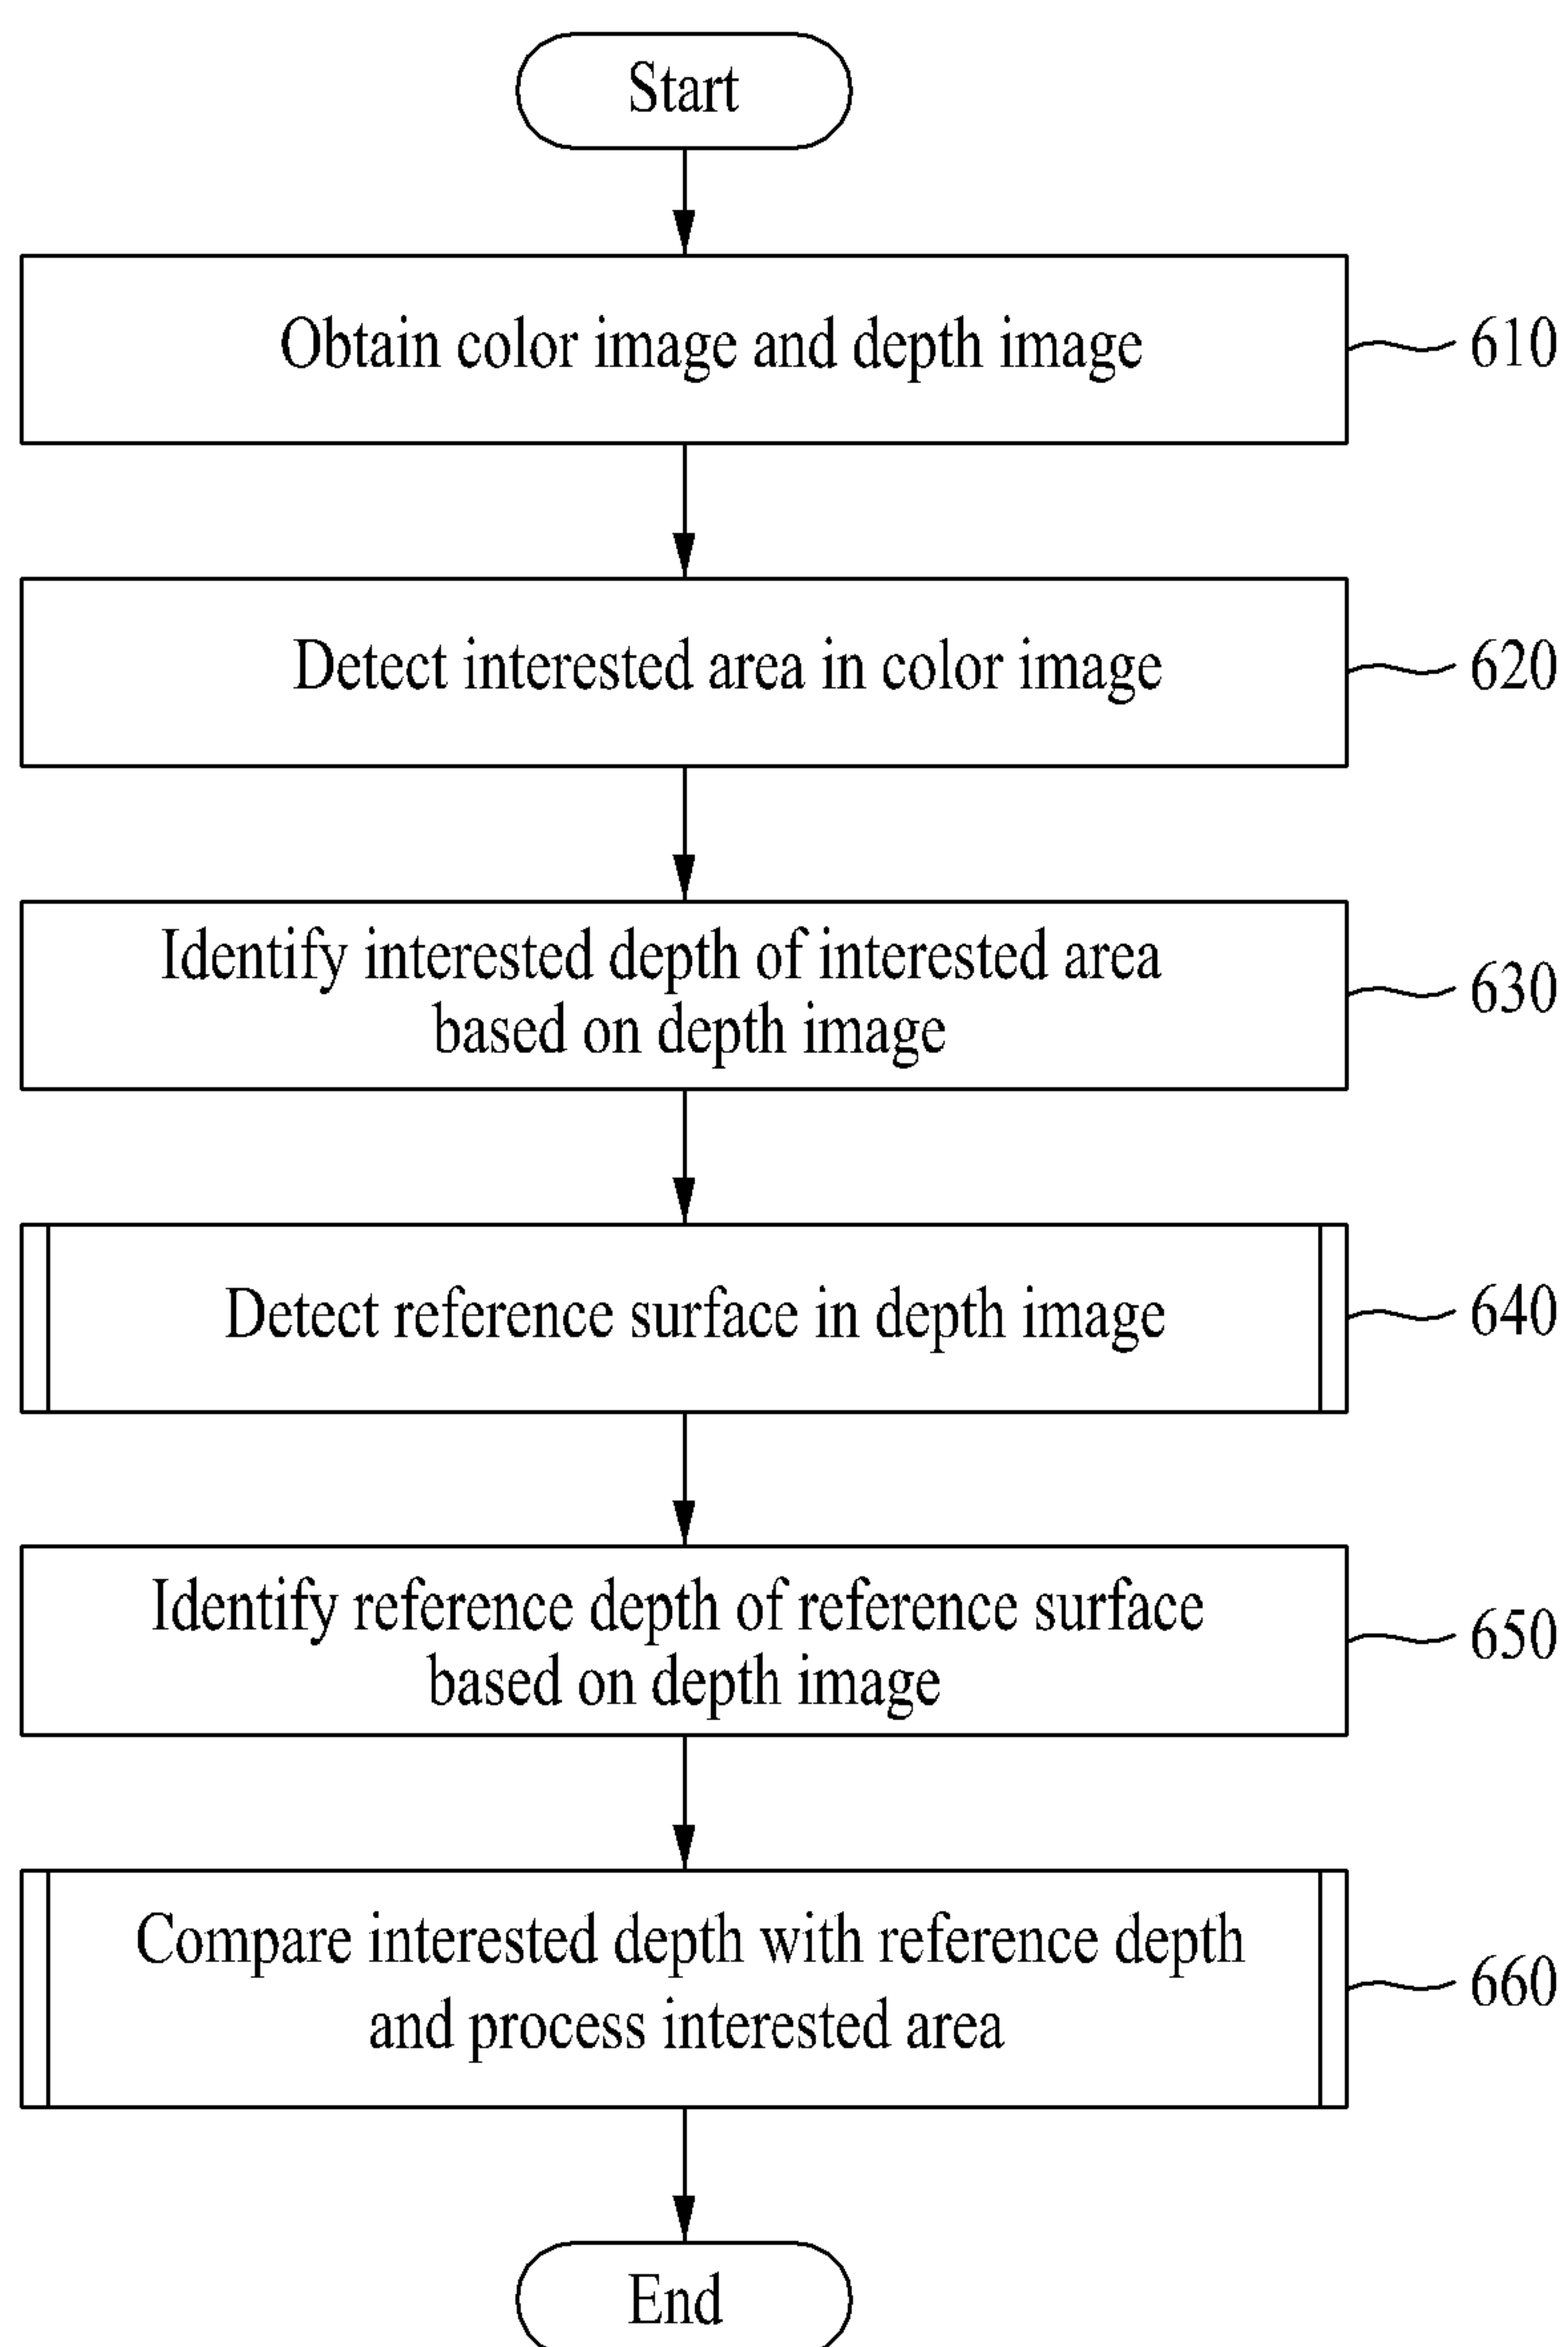 Start
Obtain color image and depth image
610
Detect interested area in color image
620
Identify interested depth of interested area
based on depth image
630
Detect reference surface in depth image
640
Identify reference depth of reference surface
based on depth image
650
Compare interested depth with reference depth
and process interested area
660
End